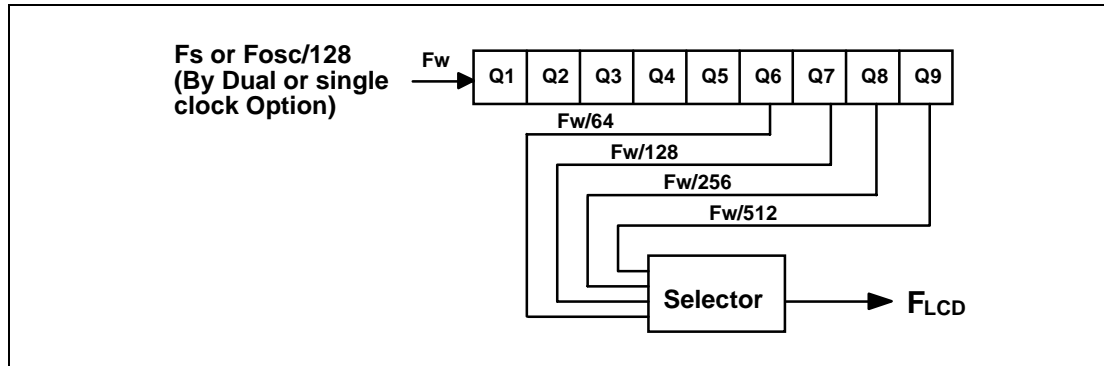 Fs or Fosc/128
(By Dual or single
clock Option)
Fw
Q1 Q2 Q3 Q4 Q5 Q6 Q7 Q8 Q9
Fw/64
Fw/128
Fw/256
Fw/512
Selector
FLCD